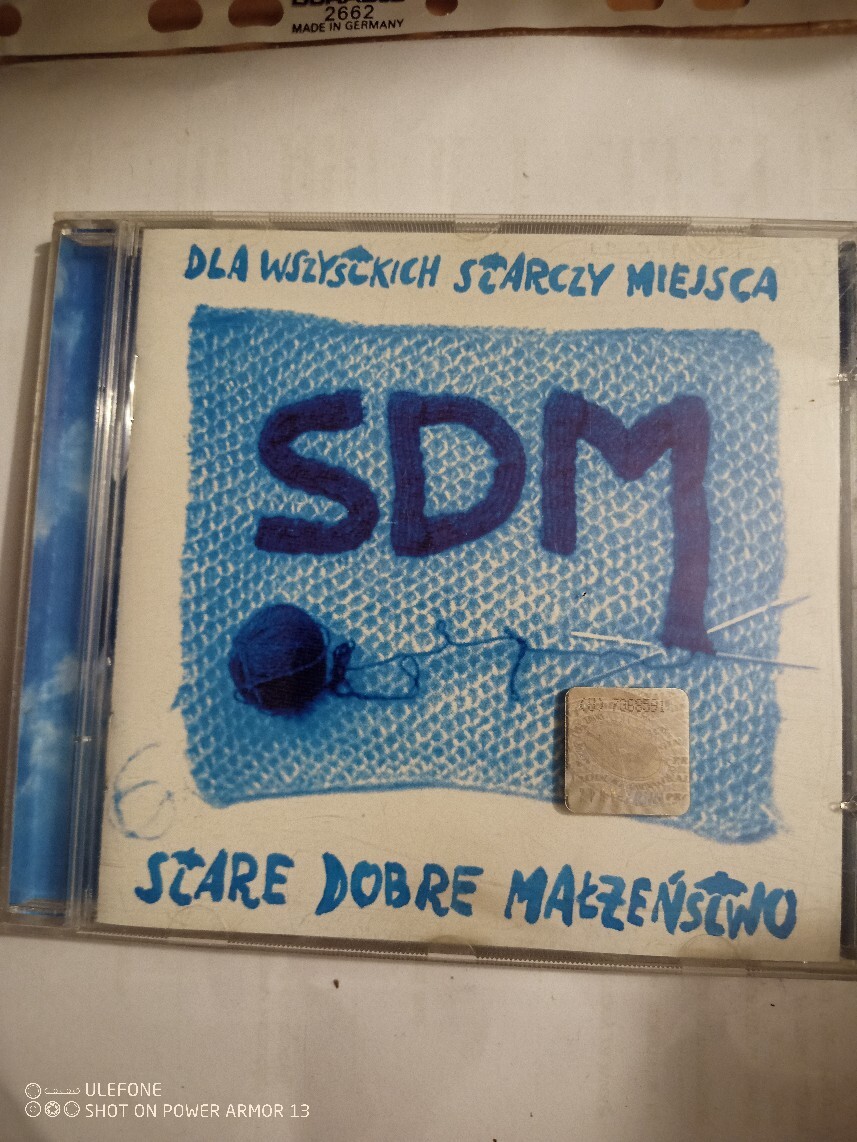 2662
MADE IN GERMANY
DLA WSZYSTKICH STARCZY MIEJSCA
SDM
STARE DOBRE MAŁŻEŃSTWO
ULEFONE
SHOT ON POWER ARMOR 13